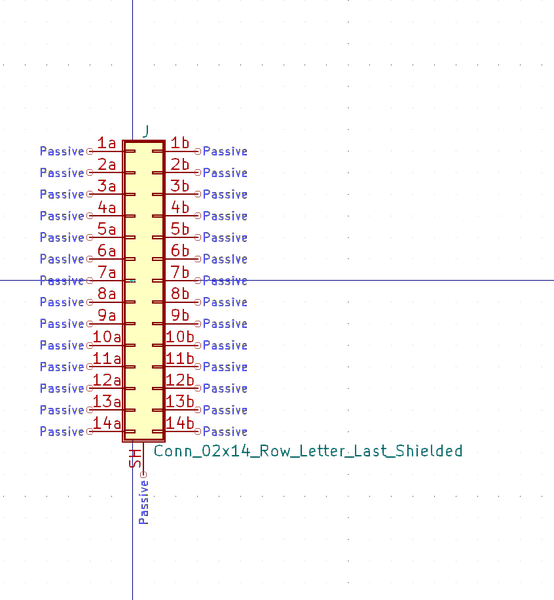 J
Passive 1a 1b Passive
Passive 2a 2b Passive
Passive 3a 3b Passive
Passive 4a 4b Passive
Passive 5a 5b Passive
Passive 6a 6b Passive
Passive 7a 7b Passive
Passive 8a 8b Passive
Passive 9a 9b Passive
Passive 10a 10b Passive
Passive 11a 11b Passive
Passive 12a 12b Passive
Passive 13a 13b Passive
Passive 14a 14b Passive
SH
Conn_02x14_Row_Letter_Last_Shielded
Passive